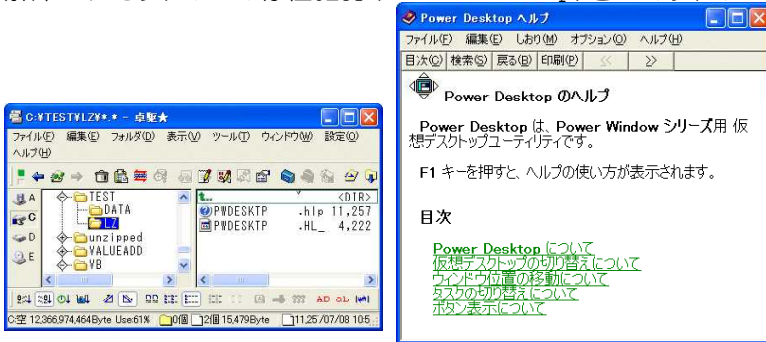 Power Desktop ヘルプ
ファイル(F) 編集(E) しおり(M) オプション(O) ヘルプ(H)
目次(C) 検索(S) 戻る(B) 印刷(P) << >>
Power Desktop のヘルプ
Power Desktop は、Power Window シリーズ用 仮
想デスクトップユーティリティです。
F1 キーを押すと、ヘルプの使い方が表示されます。
目次
Power Desktop について
仮想デスクトップの切り替えについて
ウィンドウ位置の移動について
タスクの切り替えについて
ボタン表示について
C:¥TEST¥LZ¥*.* - 卓駆★
ファイル(F) 編集(E) フォルダ(D) 表示(V) ツール(T) ウィンドウ(W) 設定(O)
ヘルプ(H)
A
C
D
E
TEST
DATA
LZ
unzipped
VALUEADD
VB
t.. <DIR>
PWDESKTP .hlp 11,257
PWDESKTP .HL_ 4,222
C:空 12,366,974,464Byte Use:61% 0個 2個 15,479Byte 11,25 /07/08 10:5